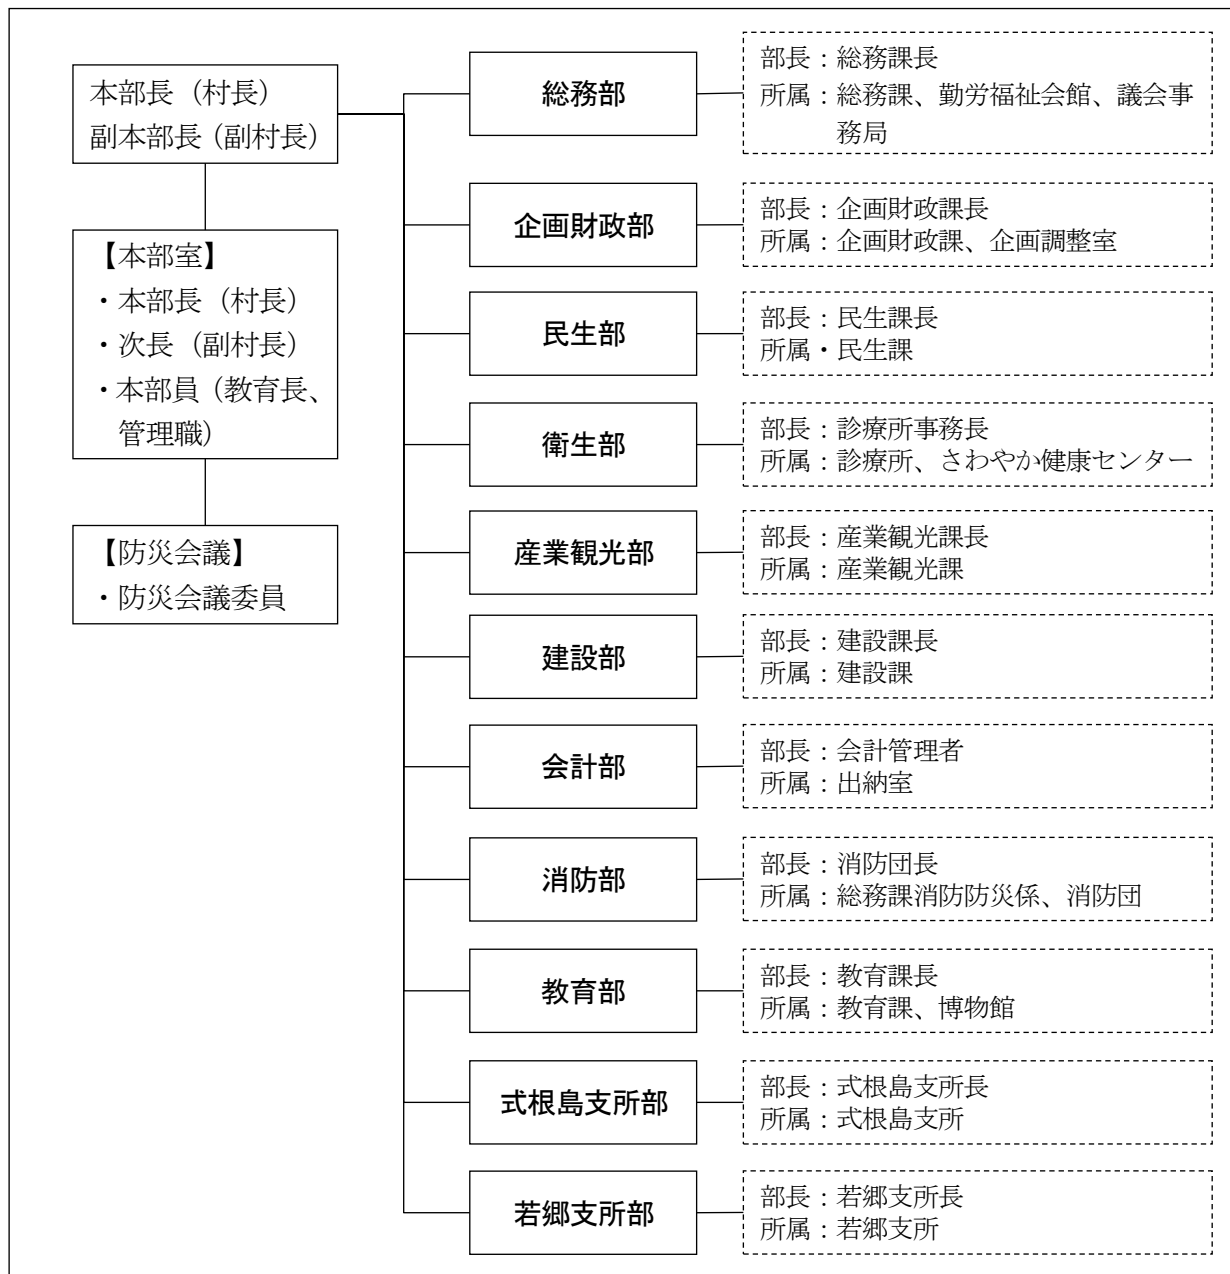 本部長（村長）
副本部長（副村長）
【本部室】
・本部長（村長）
・次長（副村長）
・本部員（教育長、
管理職）
【防災会議】
・防災会議委員
総務部
部長：総務課長
所属：総務課、勤労福祉会館、議会事
務局
企画財政部
部長：企画財政課長
所属：企画財政課、企画調整室
民生部
部長：民生課長
所属・民生課
衛生部
部長：診療所事務長
所属：診療所、さわやか健康センター
産業観光部
部長：産業観光課長
所属：産業観光課
建設部
部長：建設課長
所属：建設課
会計部
部長：会計管理者
所属：出納室
消防部
部長：消防団長
所属：総務課消防防災係、消防団
教育部
部長：教育課長
所属：教育課、博物館
式根島支所部
部長：式根島支所長
所属：式根島支所
若郷支所部
部長：若郷支所長
所属：若郷支所